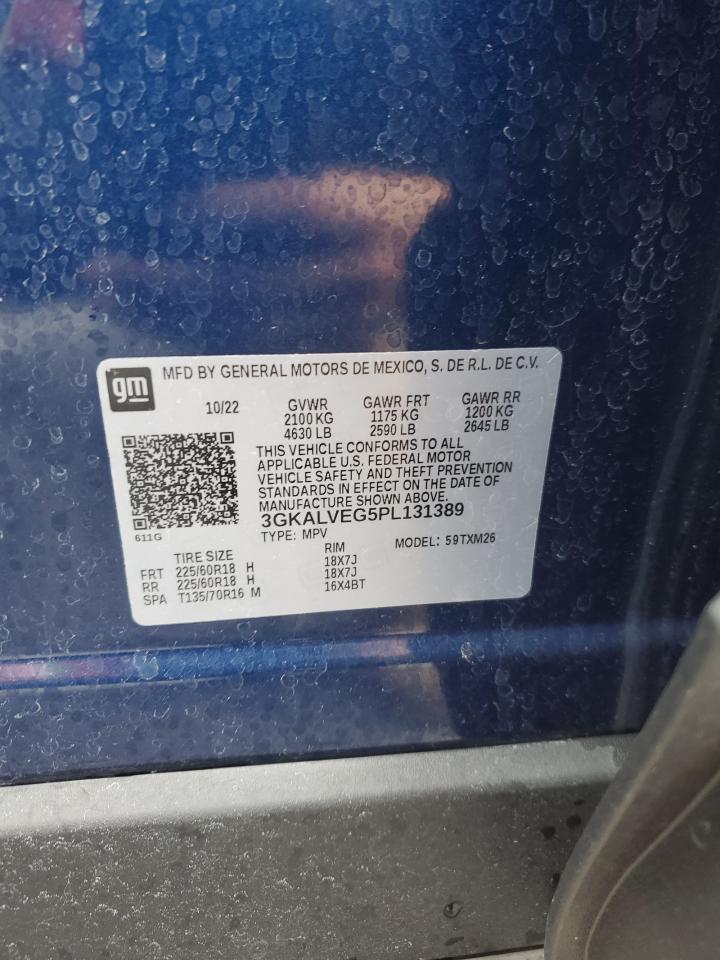 gm
MFD BY GENERAL MOTORS DE MEXICO, S. DE R.L. DE C.V.
10/22 GVWR GAWR FRT GAWR RR
2100 KG 1175 KG 1200 KG
4630 LB 2590 LB 2645 LB
THIS VEHICLE CONFORMS TO ALL
APPLICABLE U.S. FEDERAL MOTOR
VEHICLE SAFETY AND THEFT PREVENTION
STANDARDS IN EFFECT ON THE DATE OF
MANUFACTURE SHOWN ABOVE.
3GKALVEG5PL131389
611G
TYPE: MPV MODEL: 59TXM26
TIRE SIZE RIM
FRT 225/60R18 H 18X7J
RR 225/60R18 H 18X7J
SPA T135/70R16 M 16X4BT